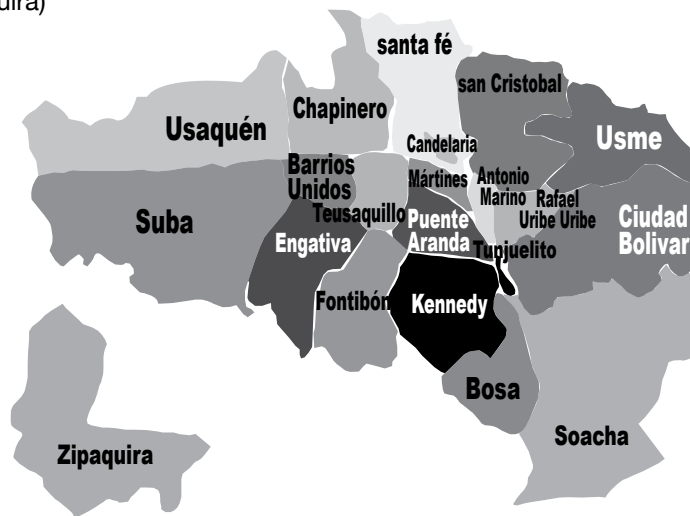 uira)
santa fé
san Cristobal
Chapinero
Usaquén
Usme
Candelaria
Barrios
Unidos
Mártines
Antonio
Marino
Rafael
Uribe Uribe
Suba
Teusaquillo
Puente
Aranda
Ciudad
Bolivar
Engativa
Tunjuelito
Fontibón
Kennedy
Bosa
Soacha
Zipaquira